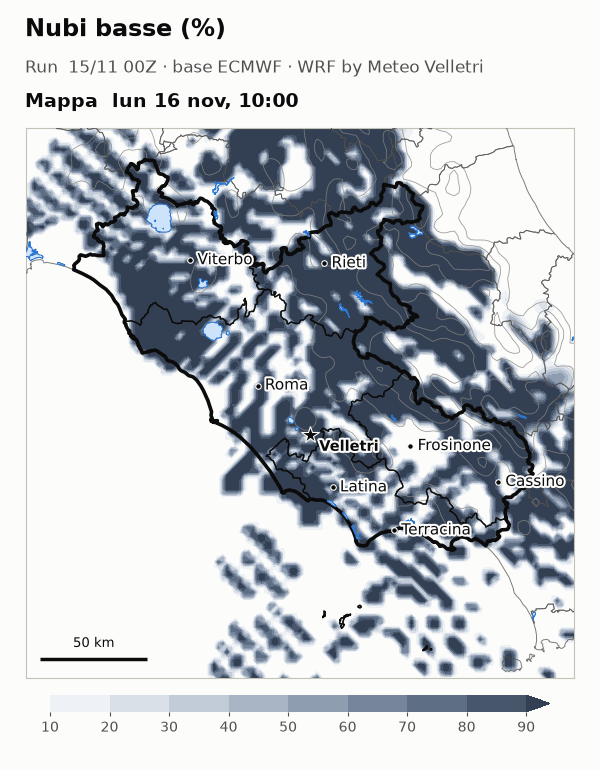 Nubi basse (%)
Run  15/11 00Z · base ECMWF · WRF by Meteo Velletri
Mappa  lun 16 nov, 10:00
Viterbo
Rieti
Roma
Velletri
Frosinone
Cassino
Latina
Terracina
50 km
10 20 30 40 50 60 70 80 90